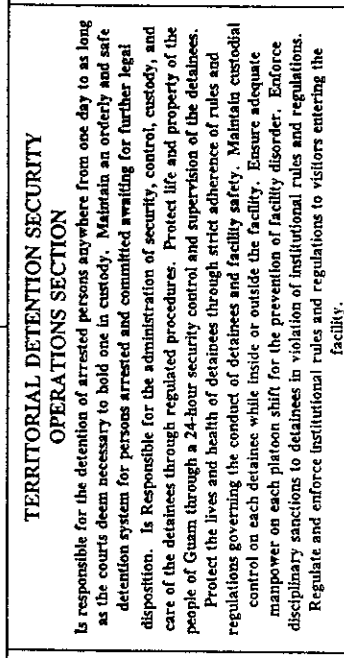 TERRITORIAL DETENTION SECURITY
OPERATIONS SECTION
Is responsible for the detention of arrested persons anywhere from one day to as long
as the courts deem necessary to hold one in custody. Maintain an orderly and safe
detention system for persons arrested and committed awaiting for further legal
disposition. Is Responsible for the administration of security, control, custody, and
care of the detainees through regulated procedures. Protect life and property of the
people of Guam through a 24-hour security control and supervision of the detainees.
Protect the lives and health of detainees through strict adherence of rules and
regulations governing the conduct of detainees and facility safety. Maintain custodial
control on each detainee while inside or outside the facility. Ensure adequate
manpower on each platoon shift for the prevention of facility disorder. Enforce
disciplinary sanctions to detainees in violation of institutional rules and regulations.
Regulate and enforce institutional rules and regulations to visitors entering the
facility.